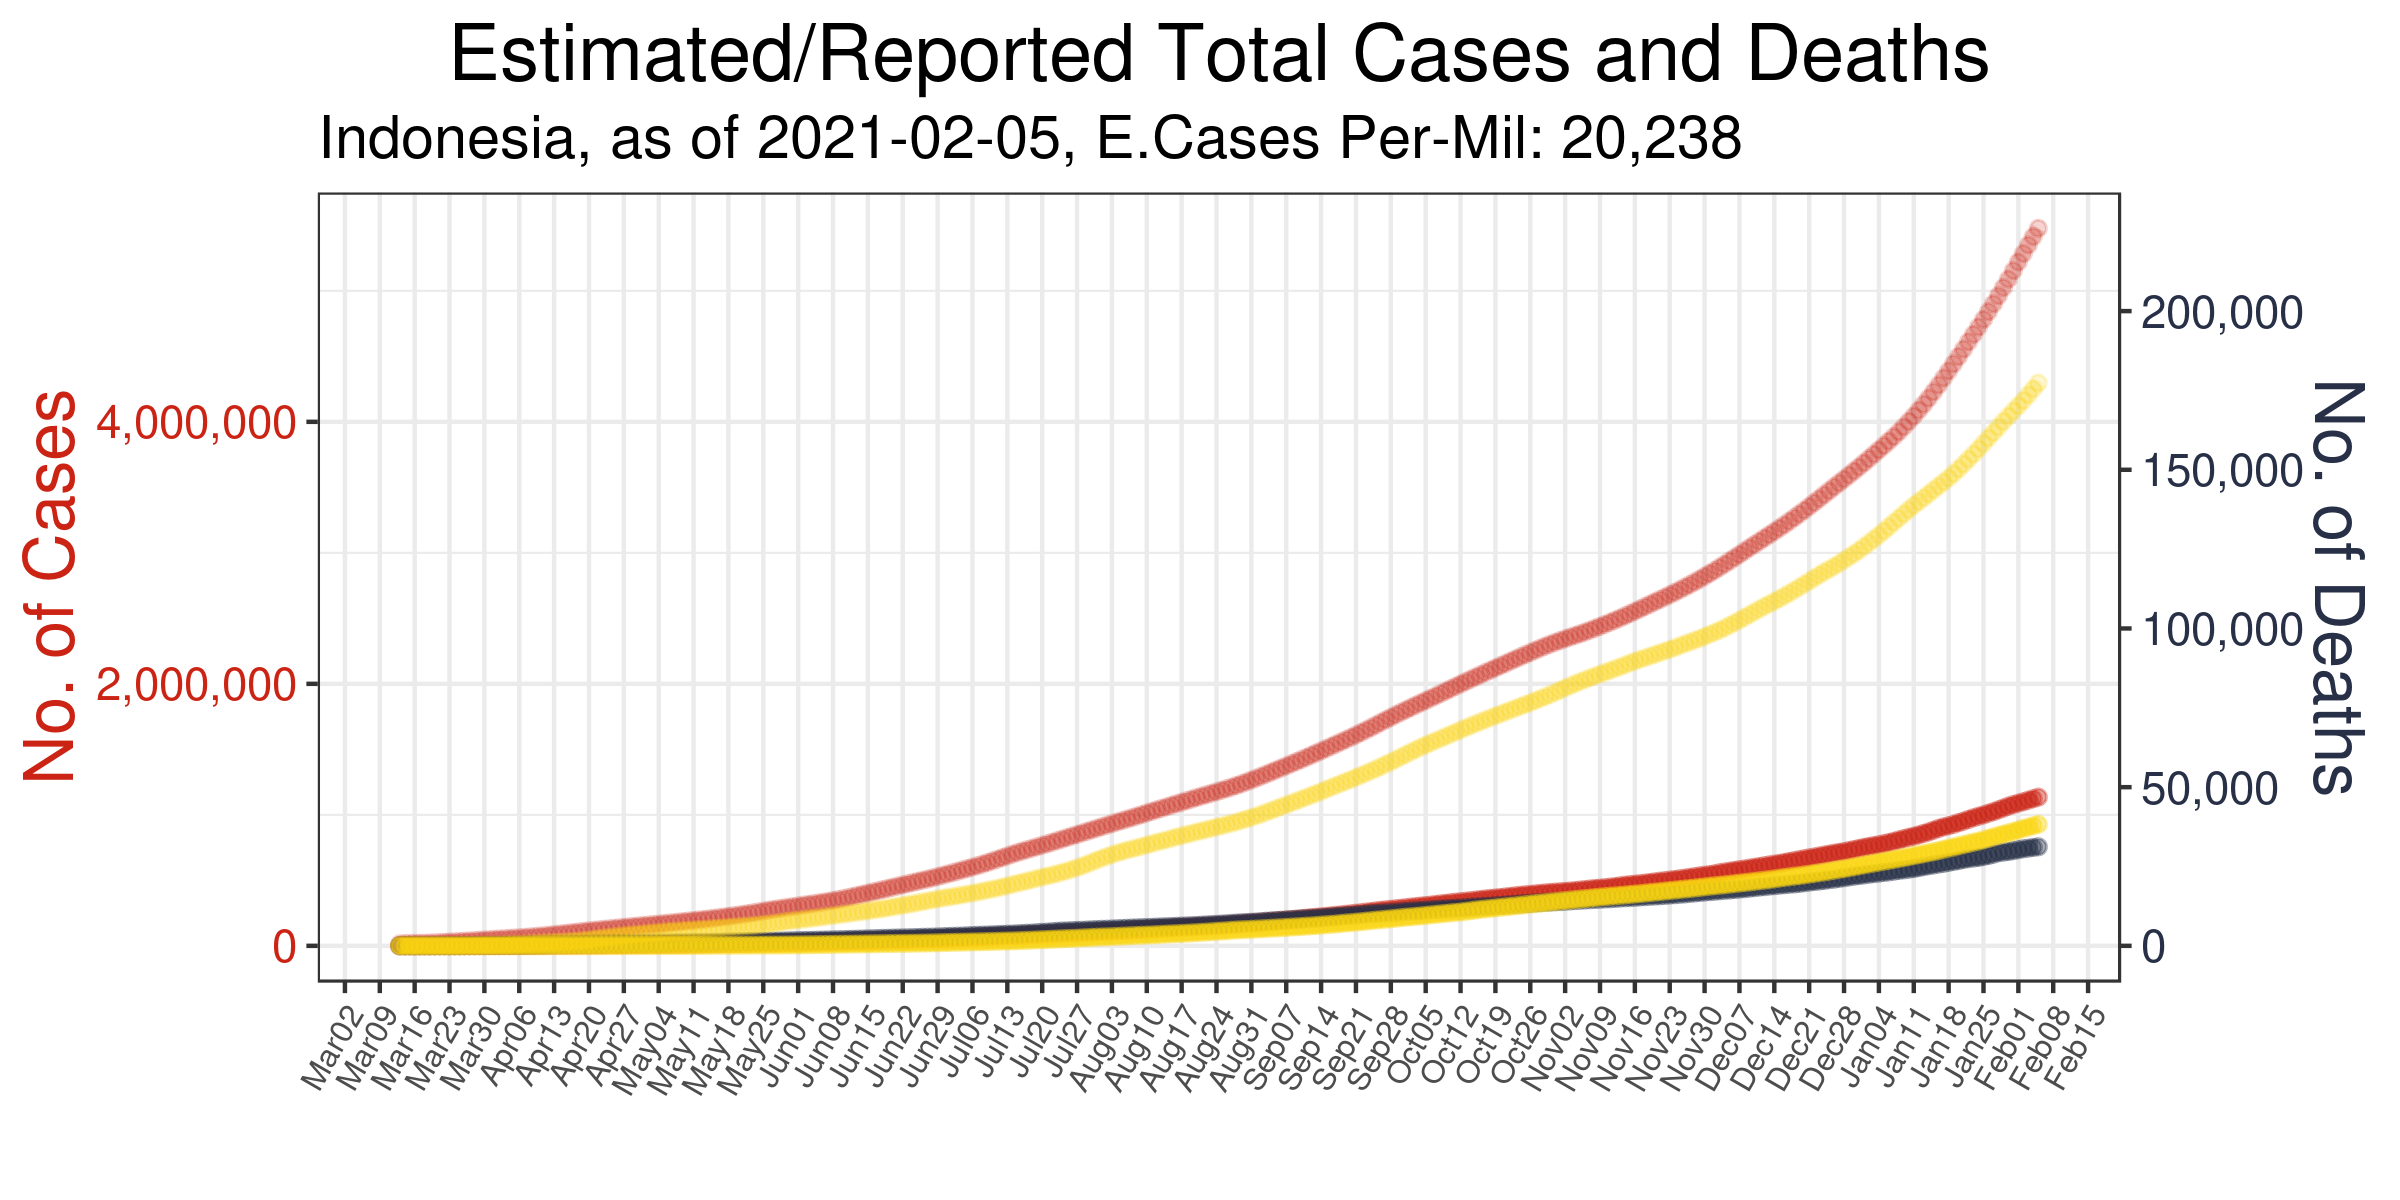 Estimated/Reported Total Cases and Deaths
Indonesia, as of 2021-02-05, E.Cases Per-Mil: 20,238
No. of Cases
4,000,000
2,000,000
0
200,000
150,000
100,000
50,000
0
No. of Deaths
Mar02
Mar09
Mar16
Mar23
Mar30
Apr06
Apr13
Apr20
Apr27
May04
May11
May18
May25
Jun01
Jun08
Jun15
Jun22
Jun29
Jul06
Jul13
Jul20
Jul27
Aug03
Aug10
Aug17
Aug24
Aug31
Sep07
Sep14
Sep21
Sep28
Oct05
Oct12
Oct19
Oct26
Nov02
Nov09
Nov16
Nov23
Nov30
Dec07
Dec14
Dec21
Dec28
Jan04
Jan11
Jan18
Jan25
Feb01
Feb08
Feb15